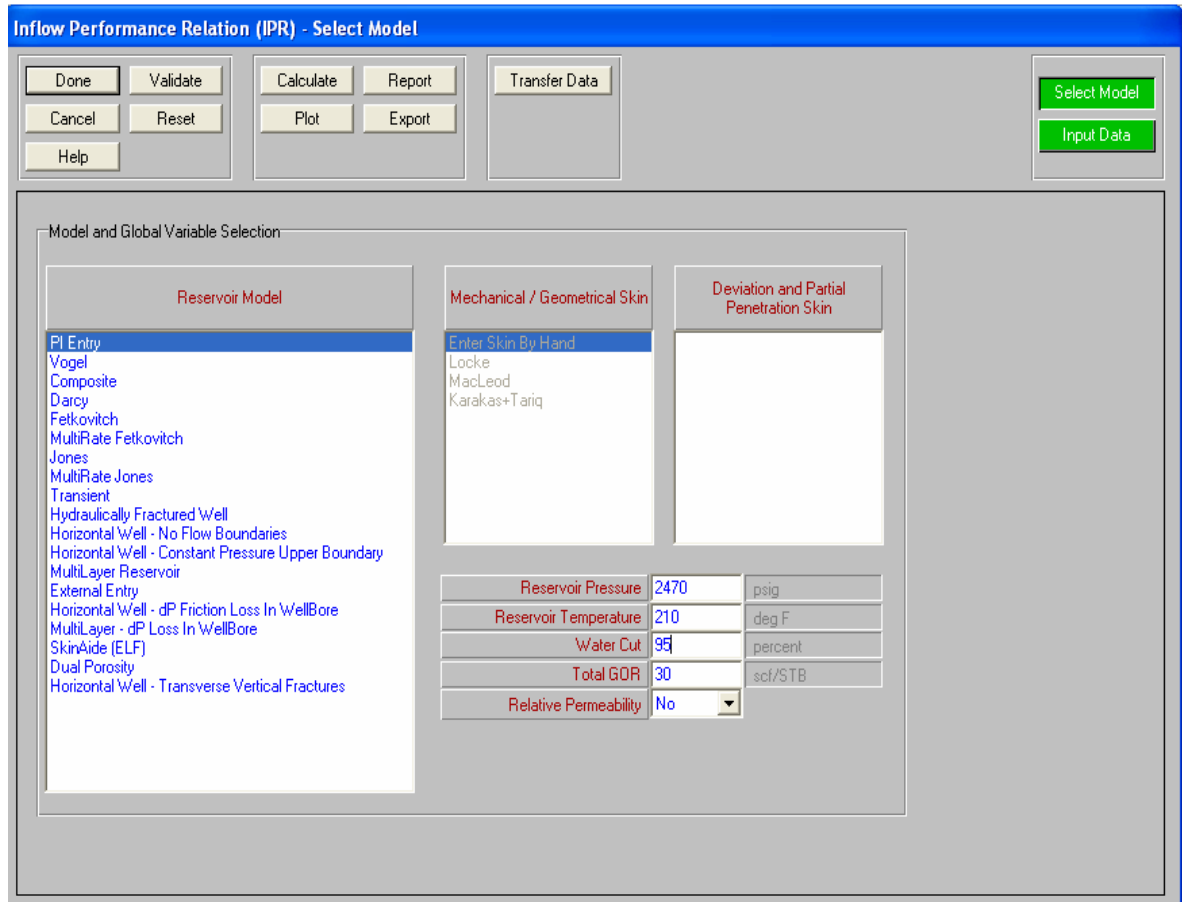 Inflow Performance Relation (IPR) - Select Model
Done Validate Calculate Report Transfer Data Select Model
Cancel Reset Plot Export Input Data
Help
Model and Global Variable Selection
Reservoir Model
PI Entry
Vogel
Composite
Darcy
Fetkovitch
MultiRate Fetkovitch
Jones
MultiRate Jones
Transient
Hydraulically Fractured Well
Horizontal Well - No Flow Boundaries
Horizontal Well - Constant Pressure Upper Boundary
MultiLayer Reservoir
External Entry
Horizontal Well - dP Friction Loss In WellBore
MultiLayer - dP Loss In WellBore
SkinAide (ELF)
Dual Porosity
Horizontal Well - Transverse Vertical Fractures
Mechanical / Geometrical Skin
Enter Skin By Hand
Locke
MacLeod
Karakas+Tariq
Deviation and Partial
Penetration Skin
Reservoir Pressure 2470 psig
Reservoir Temperature 210 deg F
Water Cut 95 percent
Total GOR 30 scf/STB
Relative Permeability No